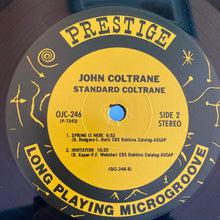 PRESTIGE
JOHN COLTRANE
STANDARD COLTRANE
OJC-246
(P-7243)
SIDE 2
STEREO
1. SPRING IS HERE 6:53
(R. Rodgers-L. Hart) CBS Robbins Catalog-ASCAP
2. INVITATION 10:20
(B. Kaper-P.F. Webster) CBS Robbins Catalog-ASCAP
(OJC-246-B)
LONG PLAYING MICROGROOVE